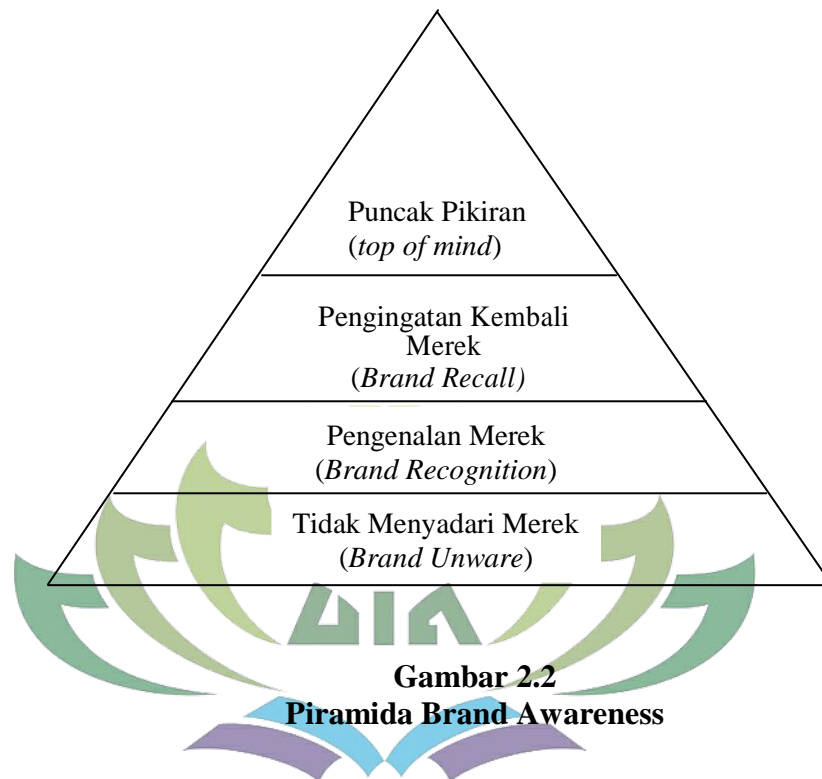 Puncak Pikiran
(top of mind)
Pengingatan Kembali
Merek
(Brand Recall)
Pengenalan Merek
(Brand Recognition)
Tidak Menyadari Merek
(Brand Unware)
Gambar 2.2
Piramida Brand Awareness